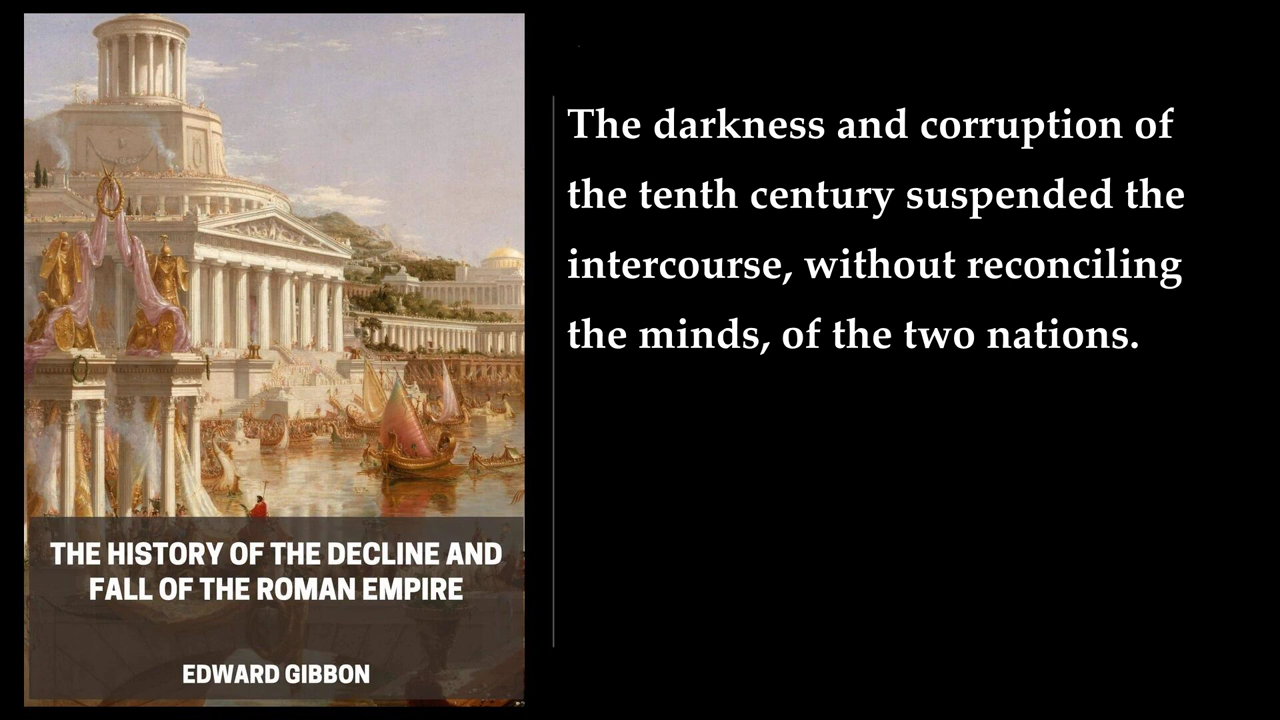 THE HISTORY OF THE DECLINE AND
FALL OF THE ROMAN EMPIRE
EDWARD GIBBON
The darkness and corruption of
the tenth century suspended the
intercourse, without reconciling
the minds, of the two nations.